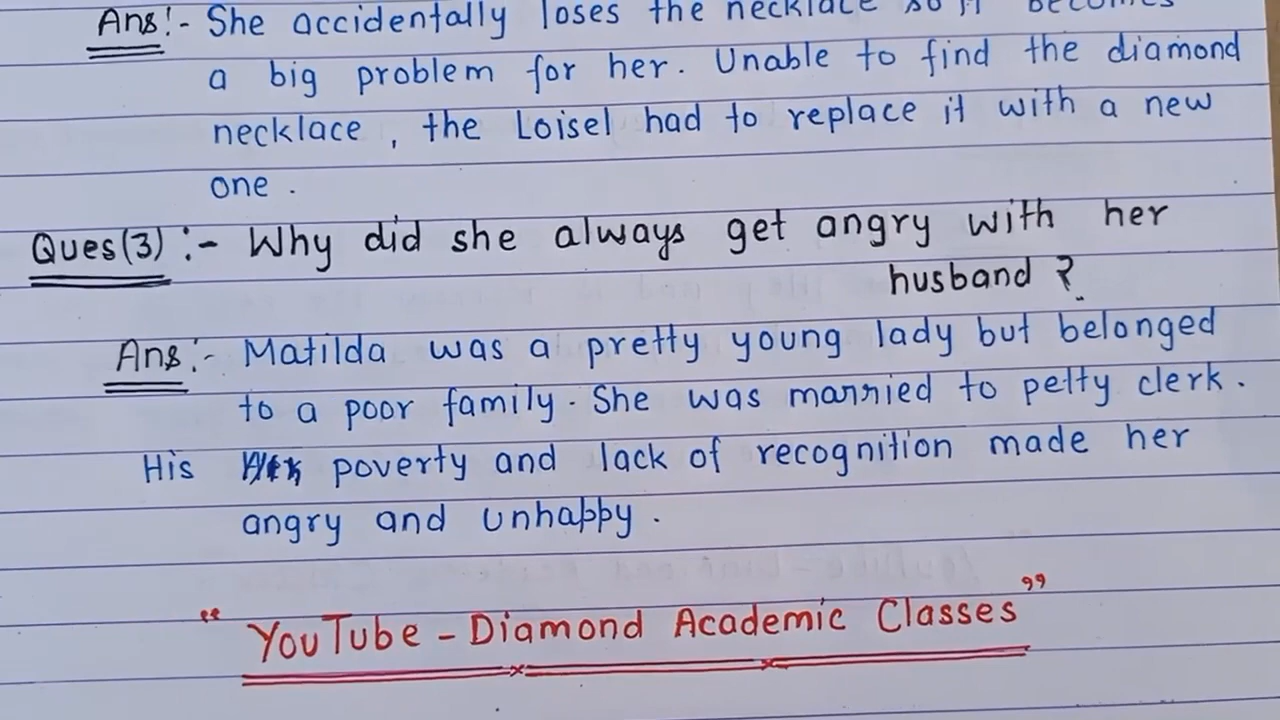 Ans!- She accidentally loses the necklace so it becomes
a big problem for her. Unable to find the diamond
necklace, the Loisel had to replace it with a new
one.
Ques(3):- Why did she always get angry with her
husband?
Ans:- Matilda was a pretty young lady but belonged
to a poor family. She was married to petty clerk.
His poverty and lack of recognition made her
angry and unhappy.
"YouTube - Diamond Academic Classes"